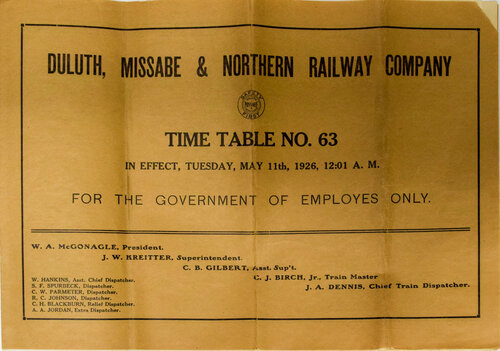 DULUTH, MISSABE & NORTHERN RAILWAY COMPANY
SAFETY
FIRST
TIME TABLE NO. 63
IN EFFECT, TUESDAY, MAY 11th, 1926, 12:01 A. M.
FOR THE GOVERNMENT OF EMPLOYES ONLY.
W. A. McGONAGLE, President.
J. W. KREITTER, Superintendent.
C. B. GILBERT, Asst. Sup't.
C. J. BIRCH, Jr., Train Master
J. A. DENNIS, Chief Train Dispatcher.
W. HANKINS, Asst. Chief Dispatcher.
S. F. SPURBECK, Dispatcher.
C. W. PARMETER, Dispatcher.
R. C. JOHNSON, Dispatcher.
C. H. BLACKBURN, Relief Dispatcher.
A. A. JORDAN, Extra Dispatcher.